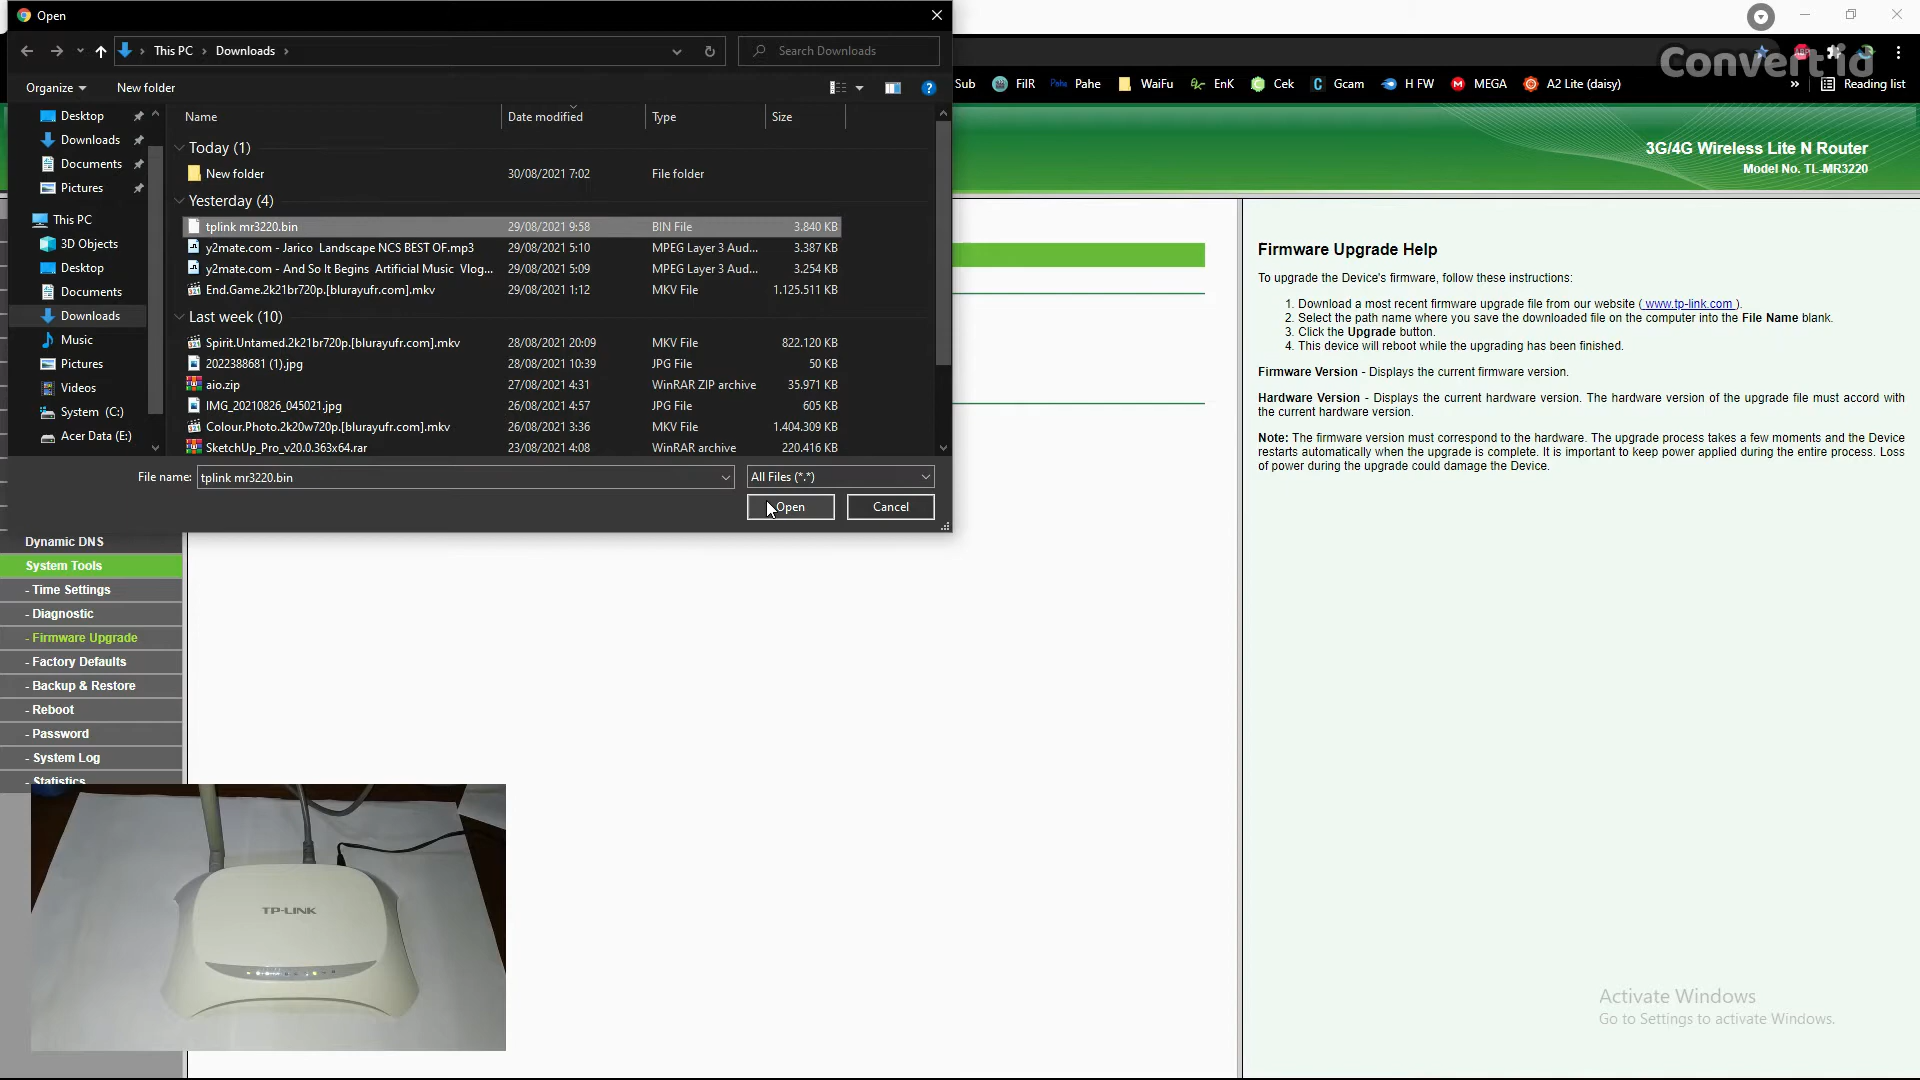 Open
This PC
Downloads
Search Downloads
Organize
New folder
Name
Date modified
Type
Size
Desktop
Downloads
Documents
Pictures
This PC
3D Objects
Desktop
Documents
Downloads
Music
Pictures
Videos
System (C:)
Acer Data (E:)
Today (1)
New folder 30/08/2021 7:02 File folder
Yesterday (4)
tplink mr3220.bin 29/08/2021 9:58 BIN File 3.840 KB
y2mate.com - Jarico Landscape NCS BEST OF.mp3 29/08/2021 5:10 MPEG Layer 3 Aud... 3.387 KB
y2mate.com - And So It Begins Artificial Music Vlog... 29/08/2021 5:09 MPEG Layer 3 Aud... 3.254 KB
End.Game.2k21br720p.[blurayufr.com].mkv 29/08/2021 1:12 MKV File 1.125.511 KB
Last week (10)
Spirit.Untamed.2k21br720p.[blurayufr.com].mkv 28/08/2021 20:09 MKV File 822.120 KB
2022388681 (1).jpg 28/08/2021 10:39 JPG File 50 KB
aio.zip 27/08/2021 4:31 WinRAR ZIP archive 35.971 KB
IMG_20210826_045021.jpg 26/08/2021 4:57 JPG File 605 KB
Colour.Photo.2k20w720p.[blurayufr.com].mkv 26/08/2021 3:36 MKV File 1.404.309 KB
SketchUp_Pro_v20.0.363x64.rar 23/08/2021 4:08 WinRAR archive 220.416 KB
File name: tplink mr3220.bin
All Files (*.*)
Open
Cancel
Convert id
Sub FilR Pahe Pahe WaiFu EnK Cek Gcam H FW MEGA A2 Lite (daisy) » Reading list
3G/4G Wireless Lite N Router
Model No. TL-MR3220
Dynamic DNS
System Tools
- Time Settings
- Diagnostic
- Firmware Upgrade
- Factory Defaults
- Backup & Restore
- Reboot
- Password
- System Log
- Statistics
Firmware Upgrade Help
To upgrade the Device's firmware, follow these instructions:
1. Download a most recent firmware upgrade file from our website ( www.tp-link.com ).
2. Select the path name where you save the downloaded file on the computer into the File Name blank.
3. Click the Upgrade button.
4. This device will reboot while the upgrading has been finished.
Firmware Version - Displays the current firmware version.
Hardware Version - Displays the current hardware version. The hardware version of the upgrade file must accord with
the current hardware version.
Note: The firmware version must correspond to the hardware. The upgrade process takes a few moments and the Device
restarts automatically when the upgrade is complete. It is important to keep power applied during the entire process. Loss
of power during the upgrade could damage the Device.
TP-LINK
Activate Windows
Go to Settings to activate Windows.